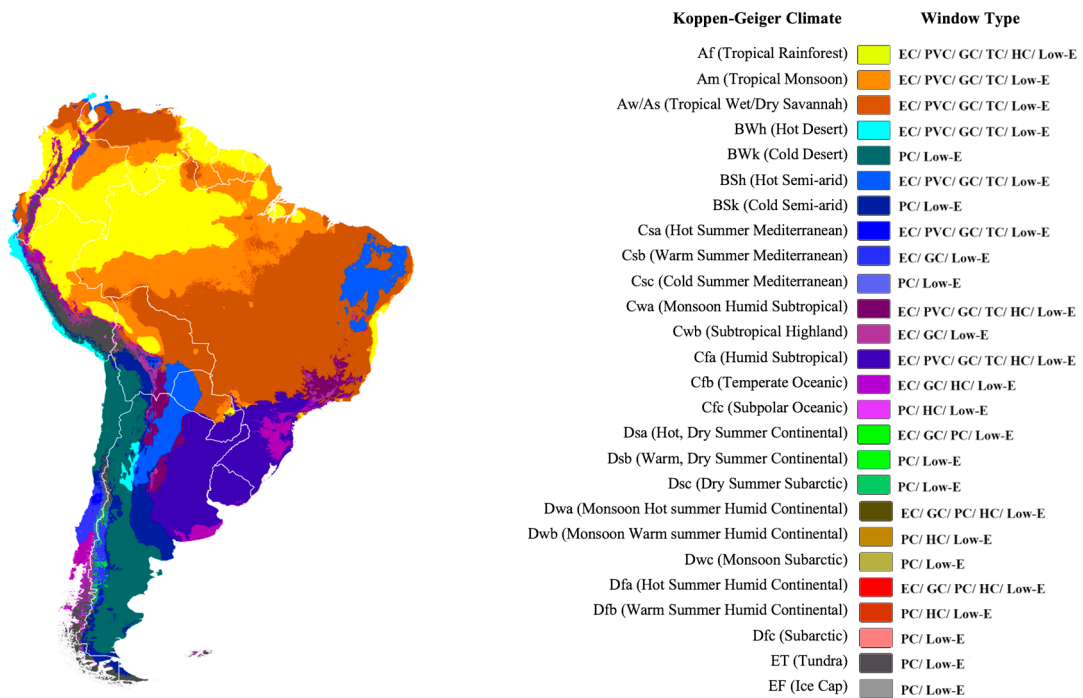 Koppen-Geiger Climate Window Type
Af (Tropical Rainforest) EC/ PVC/ GC/ TC/ HC/ Low-E
Am (Tropical Monsoon) EC/ PVC/ GC/ TC/ Low-E
Aw/As (Tropical Wet/Dry Savannah) EC/ PVC/ GC/ TC/ Low-E
BWh (Hot Desert) EC/ PVC/ GC/ TC/ Low-E
BWk (Cold Desert) PC/ Low-E
BSh (Hot Semi-arid) EC/ PVC/ GC/ TC/ Low-E
BSk (Cold Semi-arid) PC/ Low-E
Csa (Hot Summer Mediterranean) EC/ PVC/ GC/ TC/ Low-E
Csb (Warm Summer Mediterranean) EC/ GC/ Low-E
Csc (Cold Summer Mediterranean) PC/ Low-E
Cwa (Monsoon Humid Subtropical) EC/ PVC/ GC/ TC/ HC/ Low-E
Cwb (Subtropical Highland) EC/ GC/ Low-E
Cfa (Humid Subtropical) EC/ PVC/ GC/ TC/ HC/ Low-E
Cfb (Temperate Oceanic) EC/ GC/ HC/ Low-E
Cfc (Subpolar Oceanic) PC/ HC/ Low-E
Dsa (Hot, Dry Summer Continental) EC/ GC/ PC/ Low-E
Dsb (Warm, Dry Summer Continental) PC/ Low-E
Dsc (Dry Summer Subarctic) PC/ Low-E
Dwa (Monsoon Hot summer Humid Continental) EC/ GC/ PC/ HC/ Low-E
Dwb (Monsoon Warm summer Humid Continental) PC/ HC/ Low-E
Dwc (Monsoon Subarctic) PC/ Low-E
Dfa (Hot Summer Humid Continental) EC/ GC/ PC/ HC/ Low-E
Dfb (Warm Summer Humid Continental) PC/ HC/ Low-E
Dfc (Subarctic) PC/ Low-E
ET (Tundra) PC/ Low-E
EF (Ice Cap) PC/ Low-E